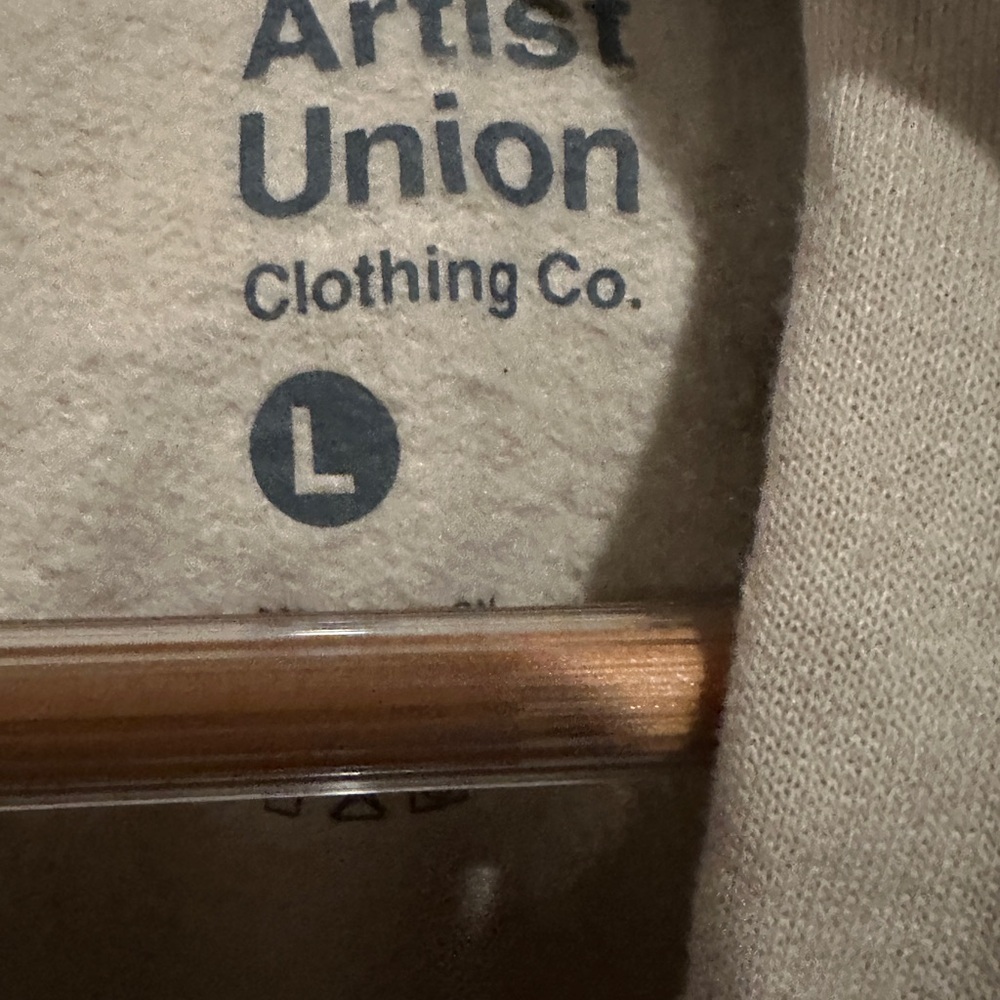 Artist
Union
Clothing Co.
L